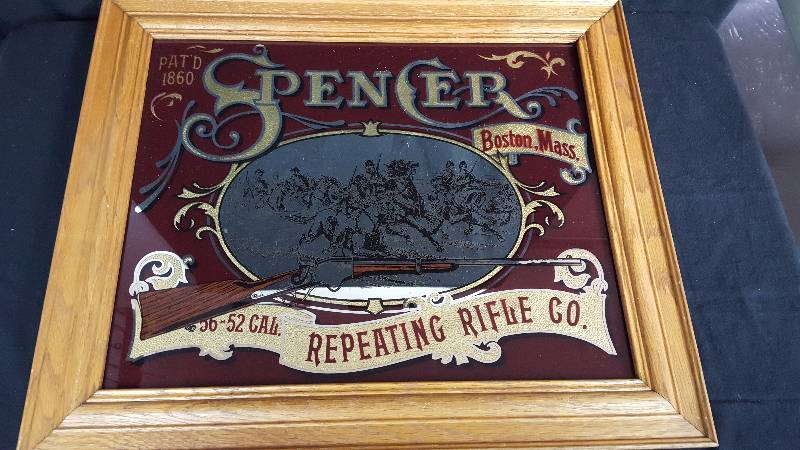 PAT'D
1860
SPENCER
Boston, Mass.
56-52 CAL.
REPEATING RIFLE CO.